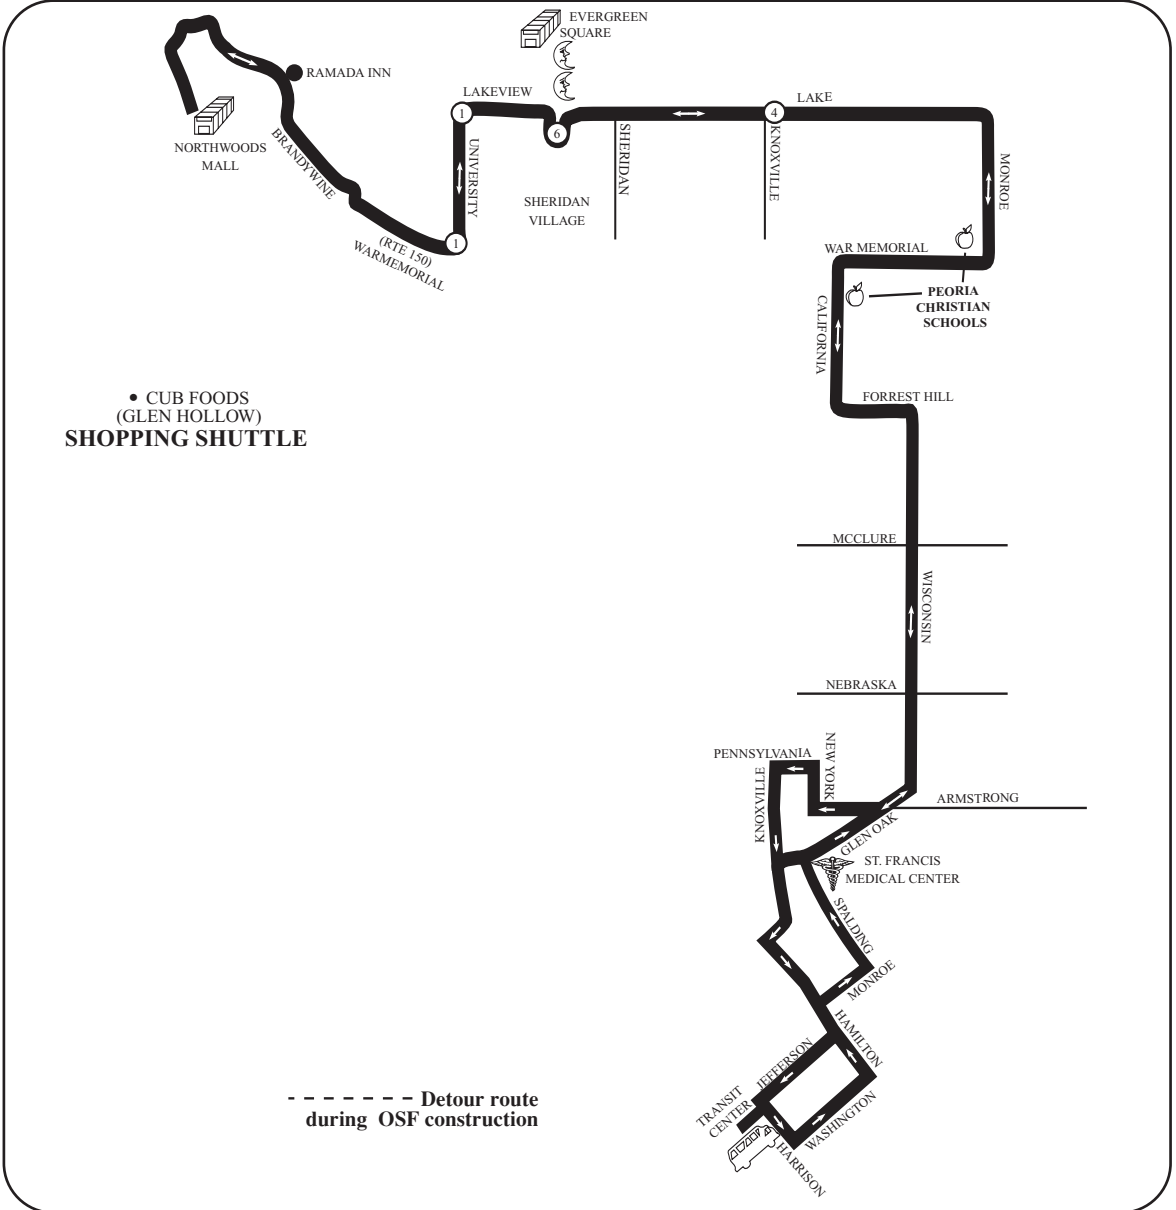 EVERGREEN
SQUARE
RAMADA INN
NORTHWOODS
MALL
BRANDYWINE
(RTE 150)
WARMEMORIAL
LAKEVIEW
1
UNIVERSITY
1
6
SHERIDAN
SHERIDAN
VILLAGE
4
LAKE
KNOXVILLE
MONROE
WAR MEMORIAL
PEORIA
CHRISTIAN
SCHOOLS
CALIFORNIA
FORREST HILL
• CUB FOODS
(GLEN HOLLOW)
SHOPPING SHUTTLE
MCCLURE
WISCONSIN
NEBRASKA
PENNSYLVANIA
NEW YORK
KNOXVILLE
ARMSTRONG
GLEN OAK
ST. FRANCIS
MEDICAL CENTER
SPALDING
MONROE
HAMILTON
JEFFERSON
TRANSIT
CENTER
WASHINGTON
HARRISON
Detour route
during OSF construction